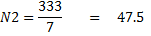 N2 = 333/7 = 47.5